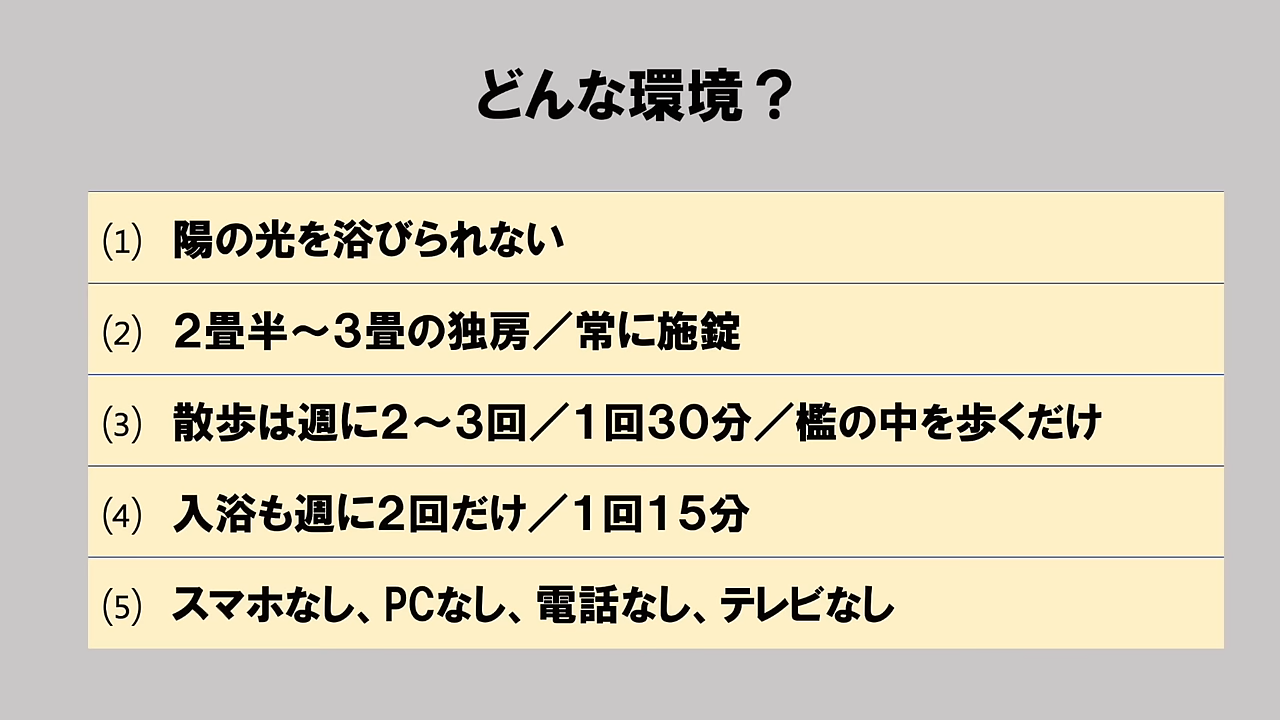 どんな環境？
(1) 陽の光を浴びられない
(2) ２畳半～３畳の独房／常に施錠
(3) 散歩は週に２～３回／１回３０分／檻の中を歩くだけ
(4) 入浴も週に２回だけ／１回１５分
(5) スマホなし、PCなし、電話なし、テレビなし